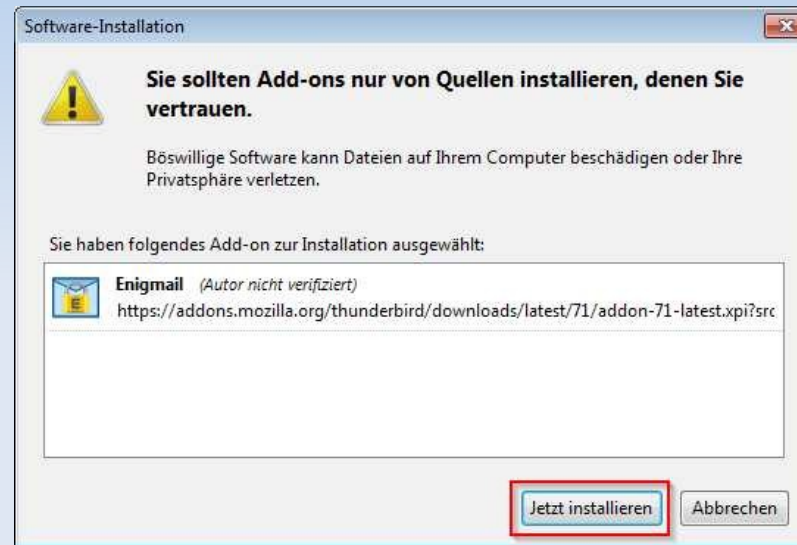 Software-Installation
Sie sollten Add-ons nur von Quellen installieren, denen Sie
vertrauen.
Böswillige Software kann Dateien auf Ihrem Computer beschädigen oder Ihre
Privatsphäre verletzen.
Sie haben folgendes Add-on zur Installation ausgewählt:
Enigmail (Autor nicht verifiziert)
https://addons.mozilla.org/thunderbird/downloads/latest/71/addon-71-latest.xpi?src
Jetzt installieren Abbrechen